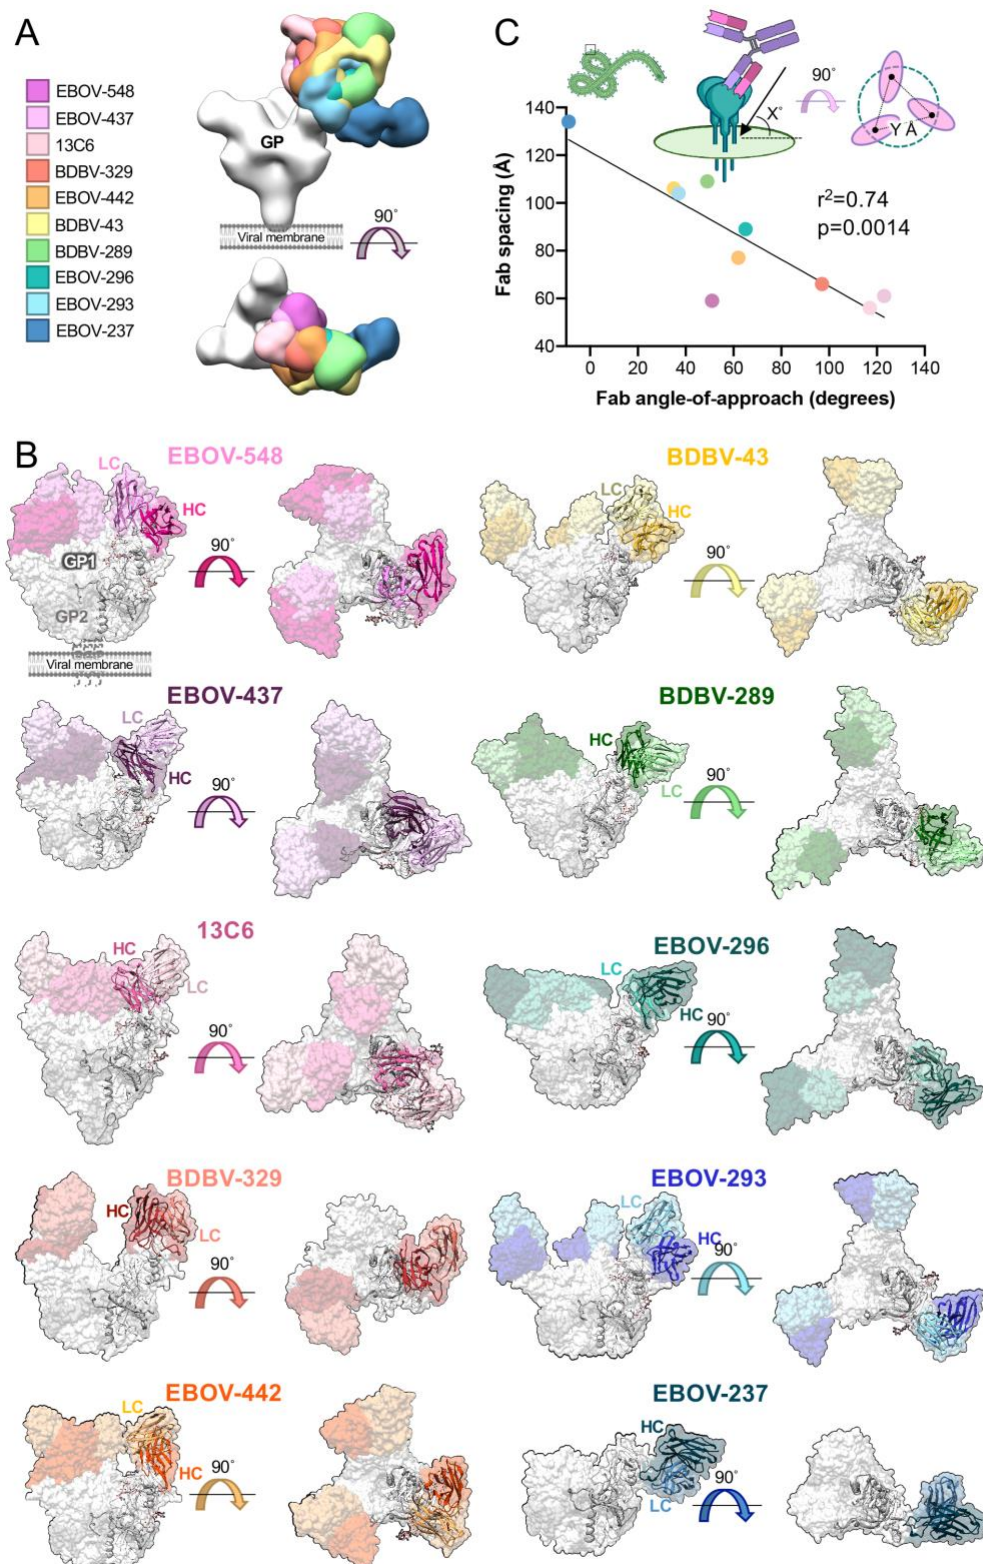 A
EBOV-548
EBOV-437
13C6
BDBV-329
EBOV-442
BDBV-43
BDBV-289
EBOV-296
EBOV-293
EBOV-237
GP
Viral membrane
90°
C
90°
X°
Y Å
r²=0.74
p=0.0014
Fab spacing (Å)
140
120
100
80
60
40
0 20 40 60 80 100 120 140
Fab angle-of-approach (degrees)
B
EBOV-548
LC
HC
90°
GP1
GP2
Viral membrane
BDBV-43
LC
HC
90°
EBOV-437
LC
HC
90°
BDBV-289
HC
LC
90°
13C6
HC
LC
90°
EBOV-296
LC
HC
90°
BDBV-329
HC
LC
90°
EBOV-293
LC
HC
90°
EBOV-442
LC
HC
90°
EBOV-237
HC
LC
90°